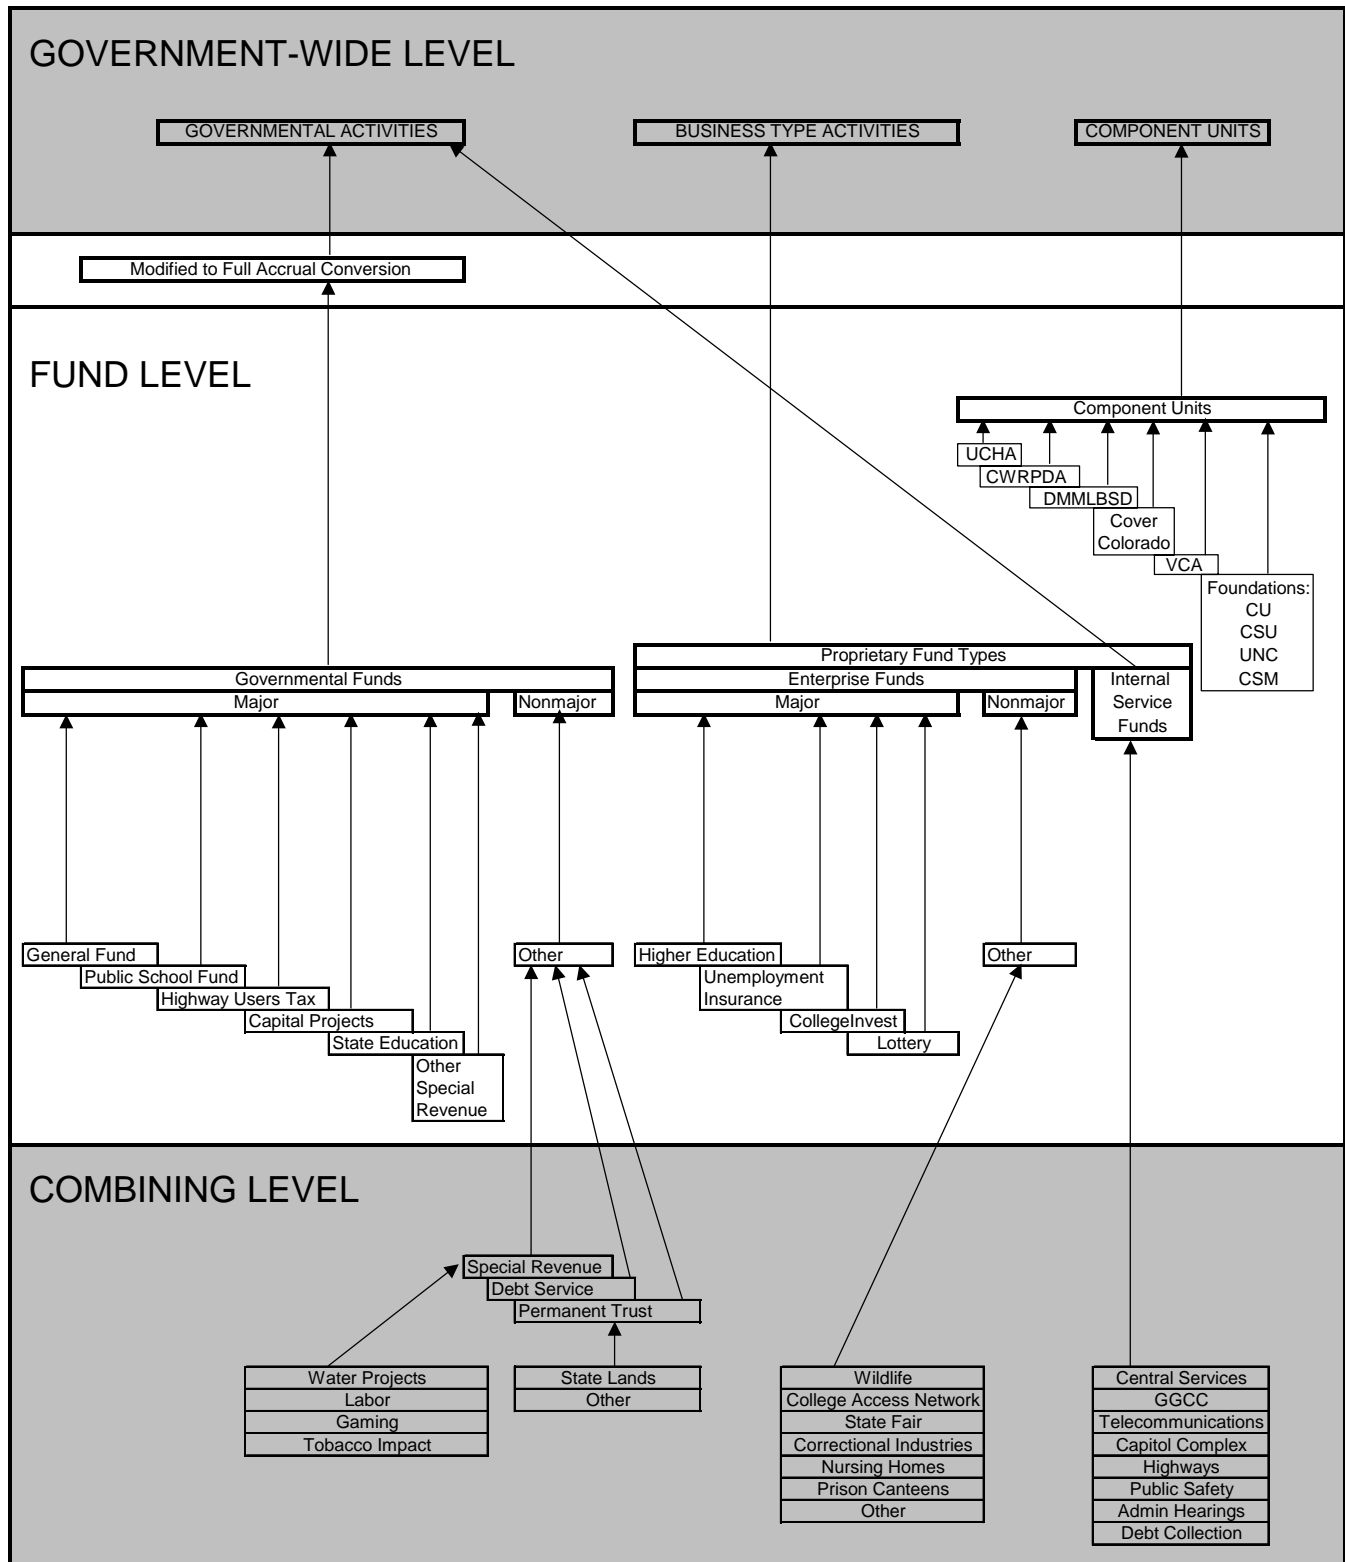 GOVERNMENT-WIDE LEVEL
GOVERNMENTAL ACTIVITIES
BUSINESS TYPE ACTIVITIES
COMPONENT UNITS
Modified to Full Accrual Conversion
FUND LEVEL
Component Units
UCHA
CWRPDA
DMMLBSD
Cover
Colorado
VCA
Foundations:
CU
CSU
UNC
CSM
Governmental Funds
Major
Nonmajor
Proprietary Fund Types
Enterprise Funds
Major
Nonmajor
Internal
Service
Funds
General Fund
Public School Fund
Highway Users Tax
Capital Projects
State Education
Other
Special
Revenue
Other
Higher Education
Unemployment
Insurance
CollegeInvest
Lottery
Other
COMBINING LEVEL
Special Revenue
Debt Service
Permanent Trust
Water Projects
Labor
Gaming
Tobacco Impact
State Lands
Other
Wildlife
College Access Network
State Fair
Correctional Industries
Nursing Homes
Prison Canteens
Other
Central Services
GGCC
Telecommunications
Capitol Complex
Highways
Public Safety
Admin Hearings
Debt Collection